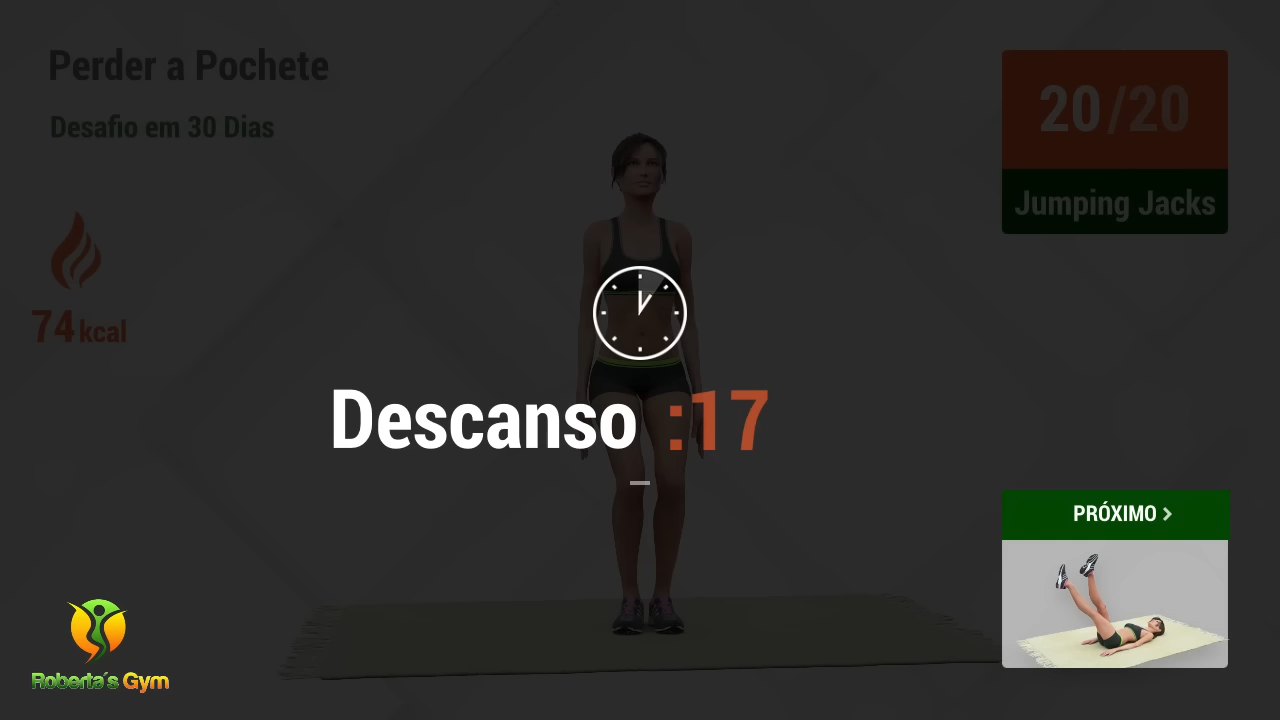 Perder a Pochete
Desafio em 30 Dias
20/20
Jumping Jacks
74 kcal
Descanso :17
PRÓXIMO >
Roberta's Gym